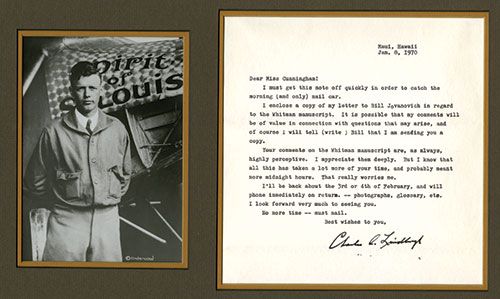 Spirit
of
St. LOUIS
©Underwood
Maui, Hawaii
Jan. 8, 1970
Dear Miss Cunningham:
I must get this note off quickly in order to catch the
morning (and only) mail car.
I enclose a copy of my letter to Bill Jovanovich in regard
to the Whitman manuscript. It is possible that my comments will
be of value in connection with questions that may arise, and
of course i will tell (write ) Bill that I am sending you a
copy.
Your comments on the Whitman manuscript are, as always,
highly perceptive. I appreciate them deeply. But I know that
all this has taken a lot more of your time, and probably meant
more midnight hours. That really worries me.
I'll be back about the 3rd or 4th of February, and will
phone immediately on return. -- photographs, glossary, etc.
I look forward very much to seeing you.
No more time -- must mail.
Best wishes to you,
Charles A. Lindbergh